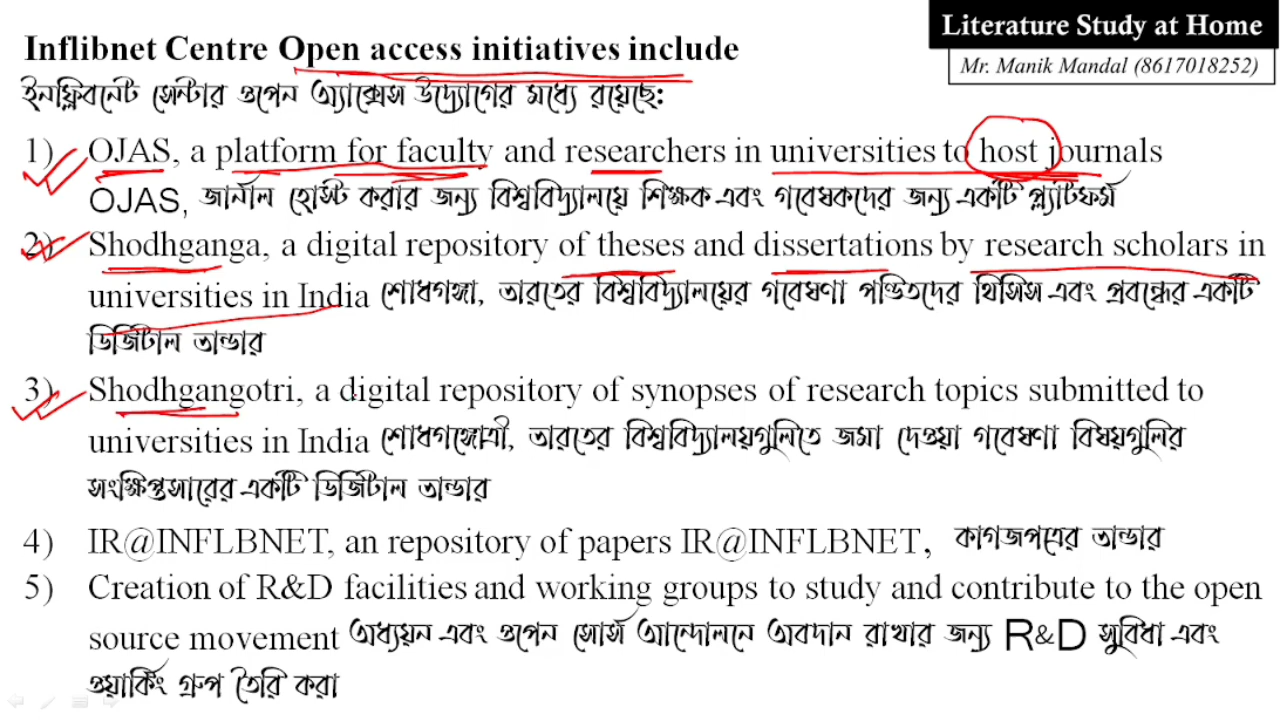 Literature Study at Home
Mr. Manik Mandal (8617018252)
Inflibnet Centre Open access initiatives include
ইনফ্লিবনেট সেন্টার ওপেন অ্যাক্সেস উদ্যোগের মধ্যে রয়েছে:
1) OJAS, a platform for faculty and researchers in universities to host journals
OJAS, জার্নাল হোস্ট করার জন্য বিশ্ববিদ্যালয়ে শিক্ষক এবং গবেষকদের জন্য একটি প্ল্যাটফর্ম
2) Shodhganga, a digital repository of theses and dissertations by research scholars in
universities in India শোধগঙ্গা, ভারতের বিশ্ববিদ্যালয়ের গবেষণা পণ্ডিতদের থিসিস এবং প্রবন্ধের একটি
ডিজিটাল ভান্ডার
3) Shodhgangotri, a digital repository of synopses of research topics submitted to
universities in India শোধগঙ্গোত্রী, ভারতের বিশ্ববিদ্যালয়গুলিতে জমা দেওয়া গবেষণা বিষয়গুলির
সংক্ষিপ্তসারের একটি ডিজিটাল ভান্ডার
4) IR@INFLBNET, an repository of papers IR@INFLBNET, কাগজপত্রের ভান্ডার
5) Creation of R&D facilities and working groups to study and contribute to the open
source movement অধ্যয়ন এবং ওপেন সোর্স আন্দোলনে অবদান রাখার জন্য R&D সুবিধা এবং
ওয়ার্কিং গ্রুপ তৈরি করা